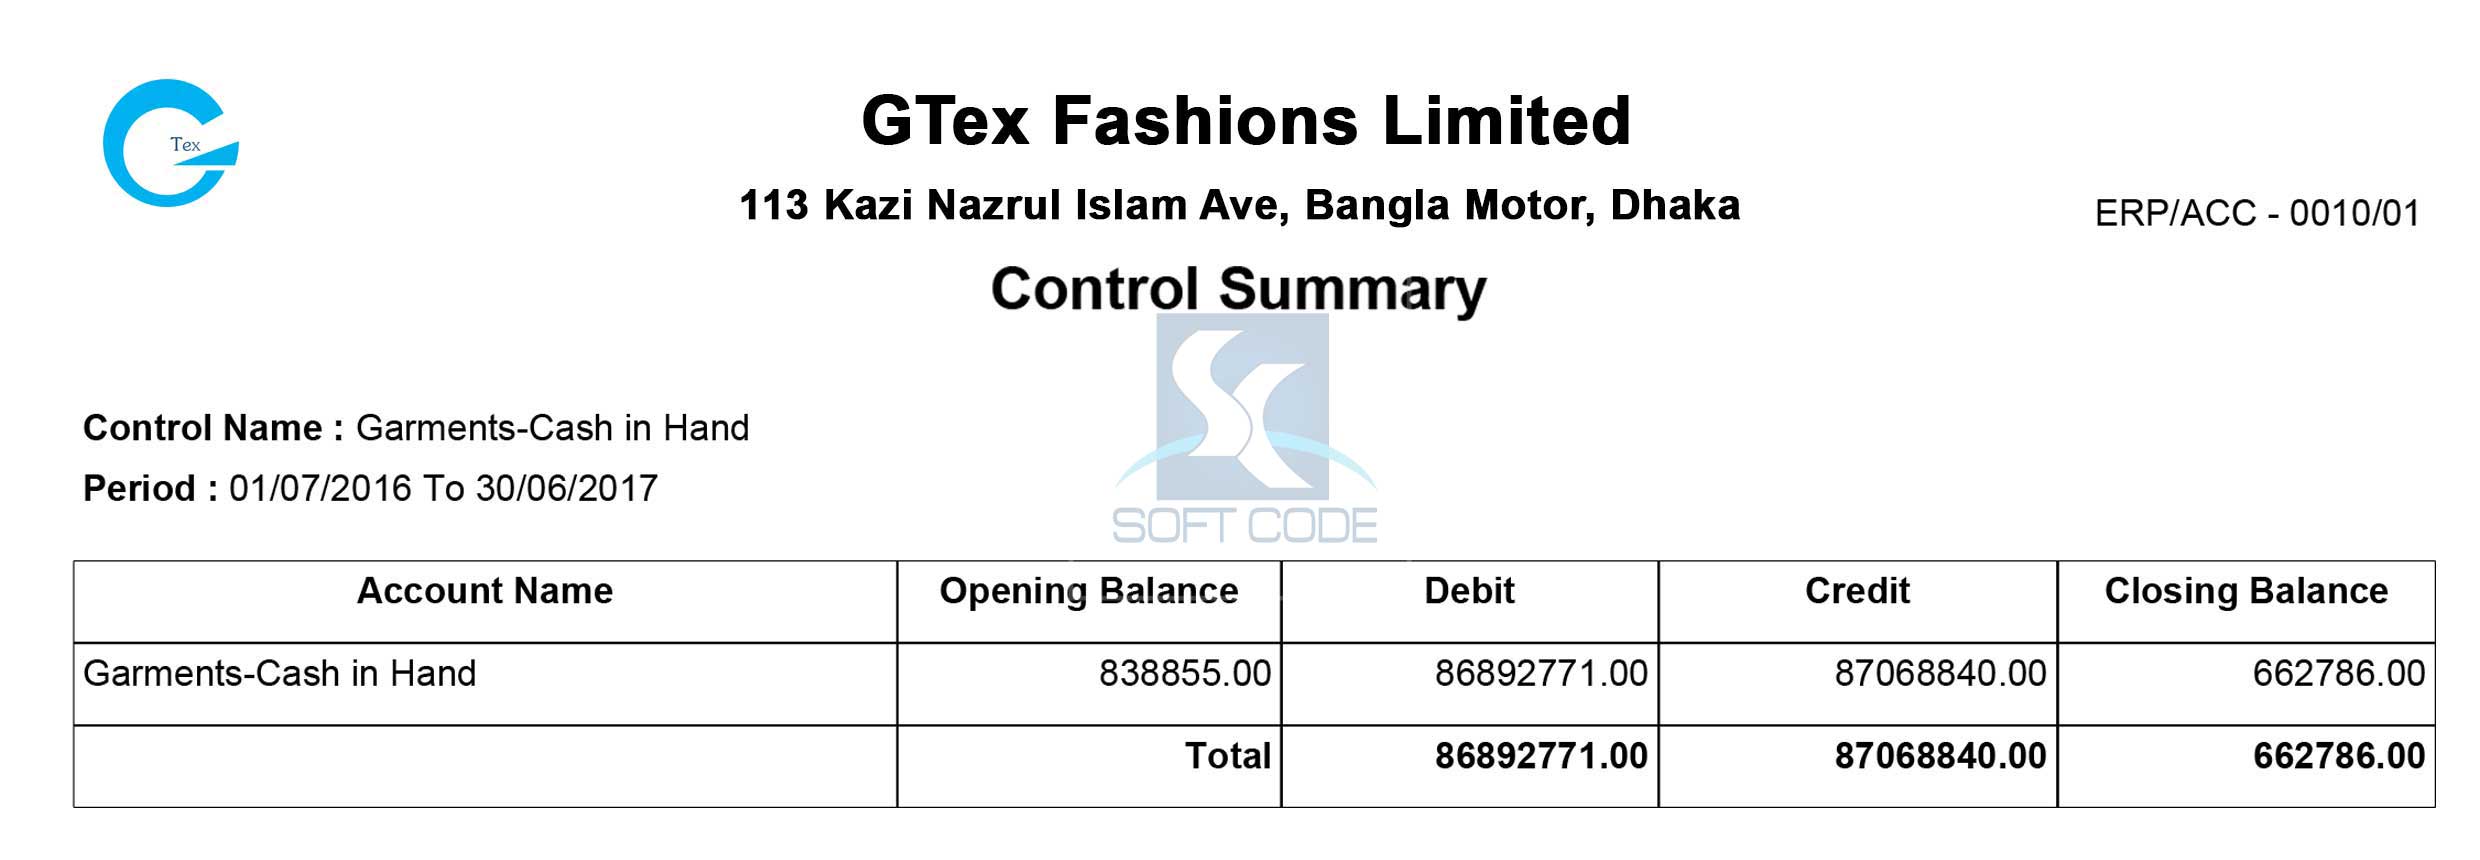 Tex
GTex Fashions Limited
113 Kazi Nazrul Islam Ave, Bangla Motor, Dhaka
ERP/ACC - 0010/01
Control Summary
Control Name : Garments-Cash in Hand
Period : 01/07/2016 To 30/06/2017
SOFT CODE
Account Name Opening Balance Debit Credit Closing Balance
Garments-Cash in Hand 838855.00 86892771.00 87068840.00 662786.00
Total 86892771.00 87068840.00 662786.00